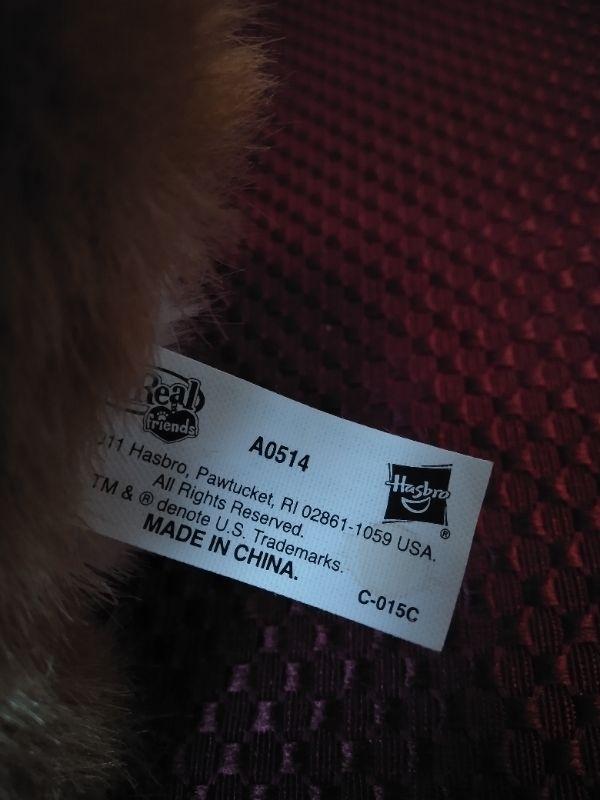 Real
friends
A0514
Hasbro
11 Hasbro, Pawtucket, RI 02861-1059 USA.
All Rights Reserved.
TM & ® denote U.S. Trademarks.
MADE IN CHINA.
C-015C